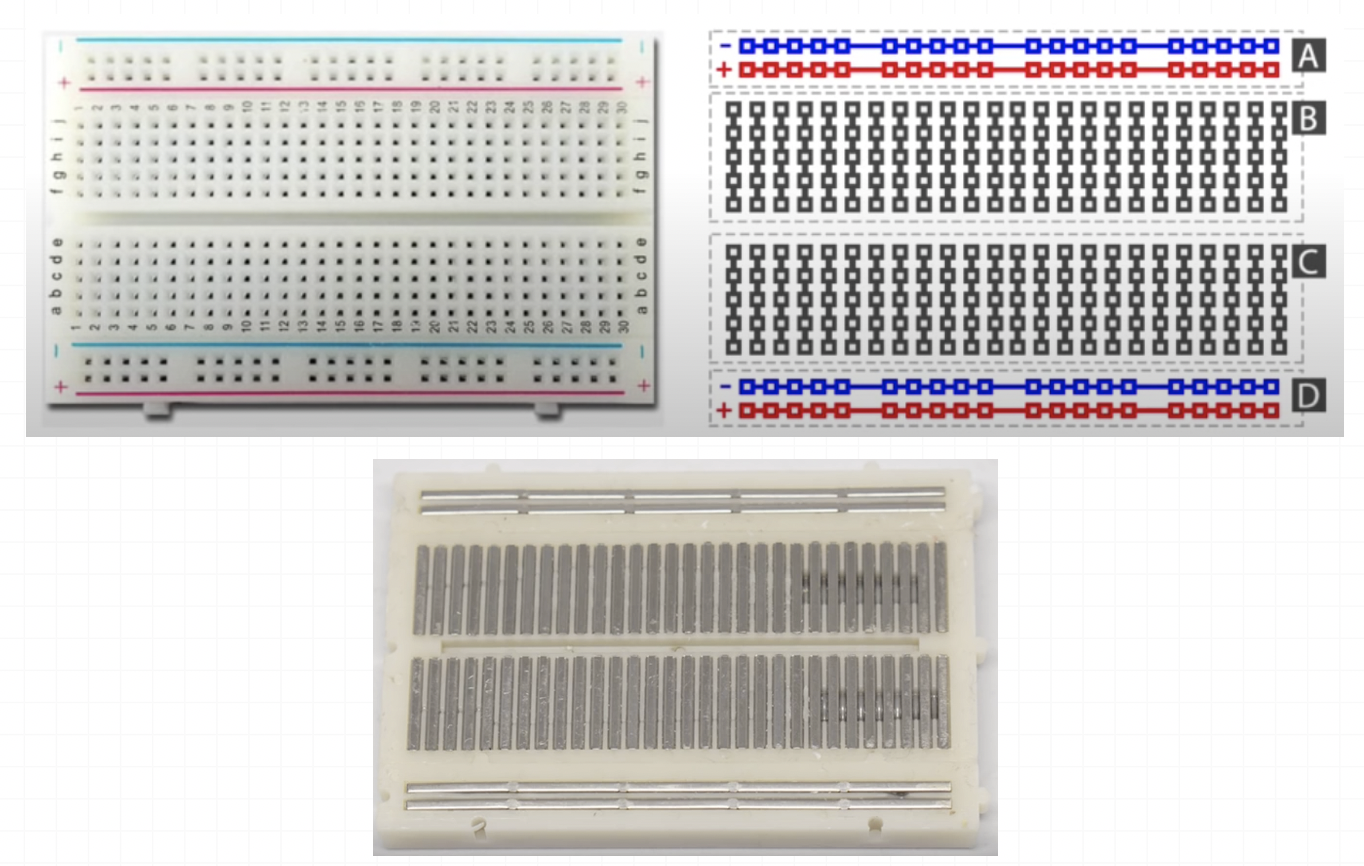 − −
+ +
1 2 3 4 5 6 7 8 9 10 11 12 13 14 15 16 17 18 19 20 21 22 23 24 25 26 27 28 29 30
j j
i i
h h
g g
f f
e e
d d
c c
b b
a a
1 2 3 4 5 6 7 8 9 10 11 12 13 14 15 16 17 18 19 20 21 22 23 24 25 26 27 28 29 30
− −
+ +
− A
+
B
C
− D
+